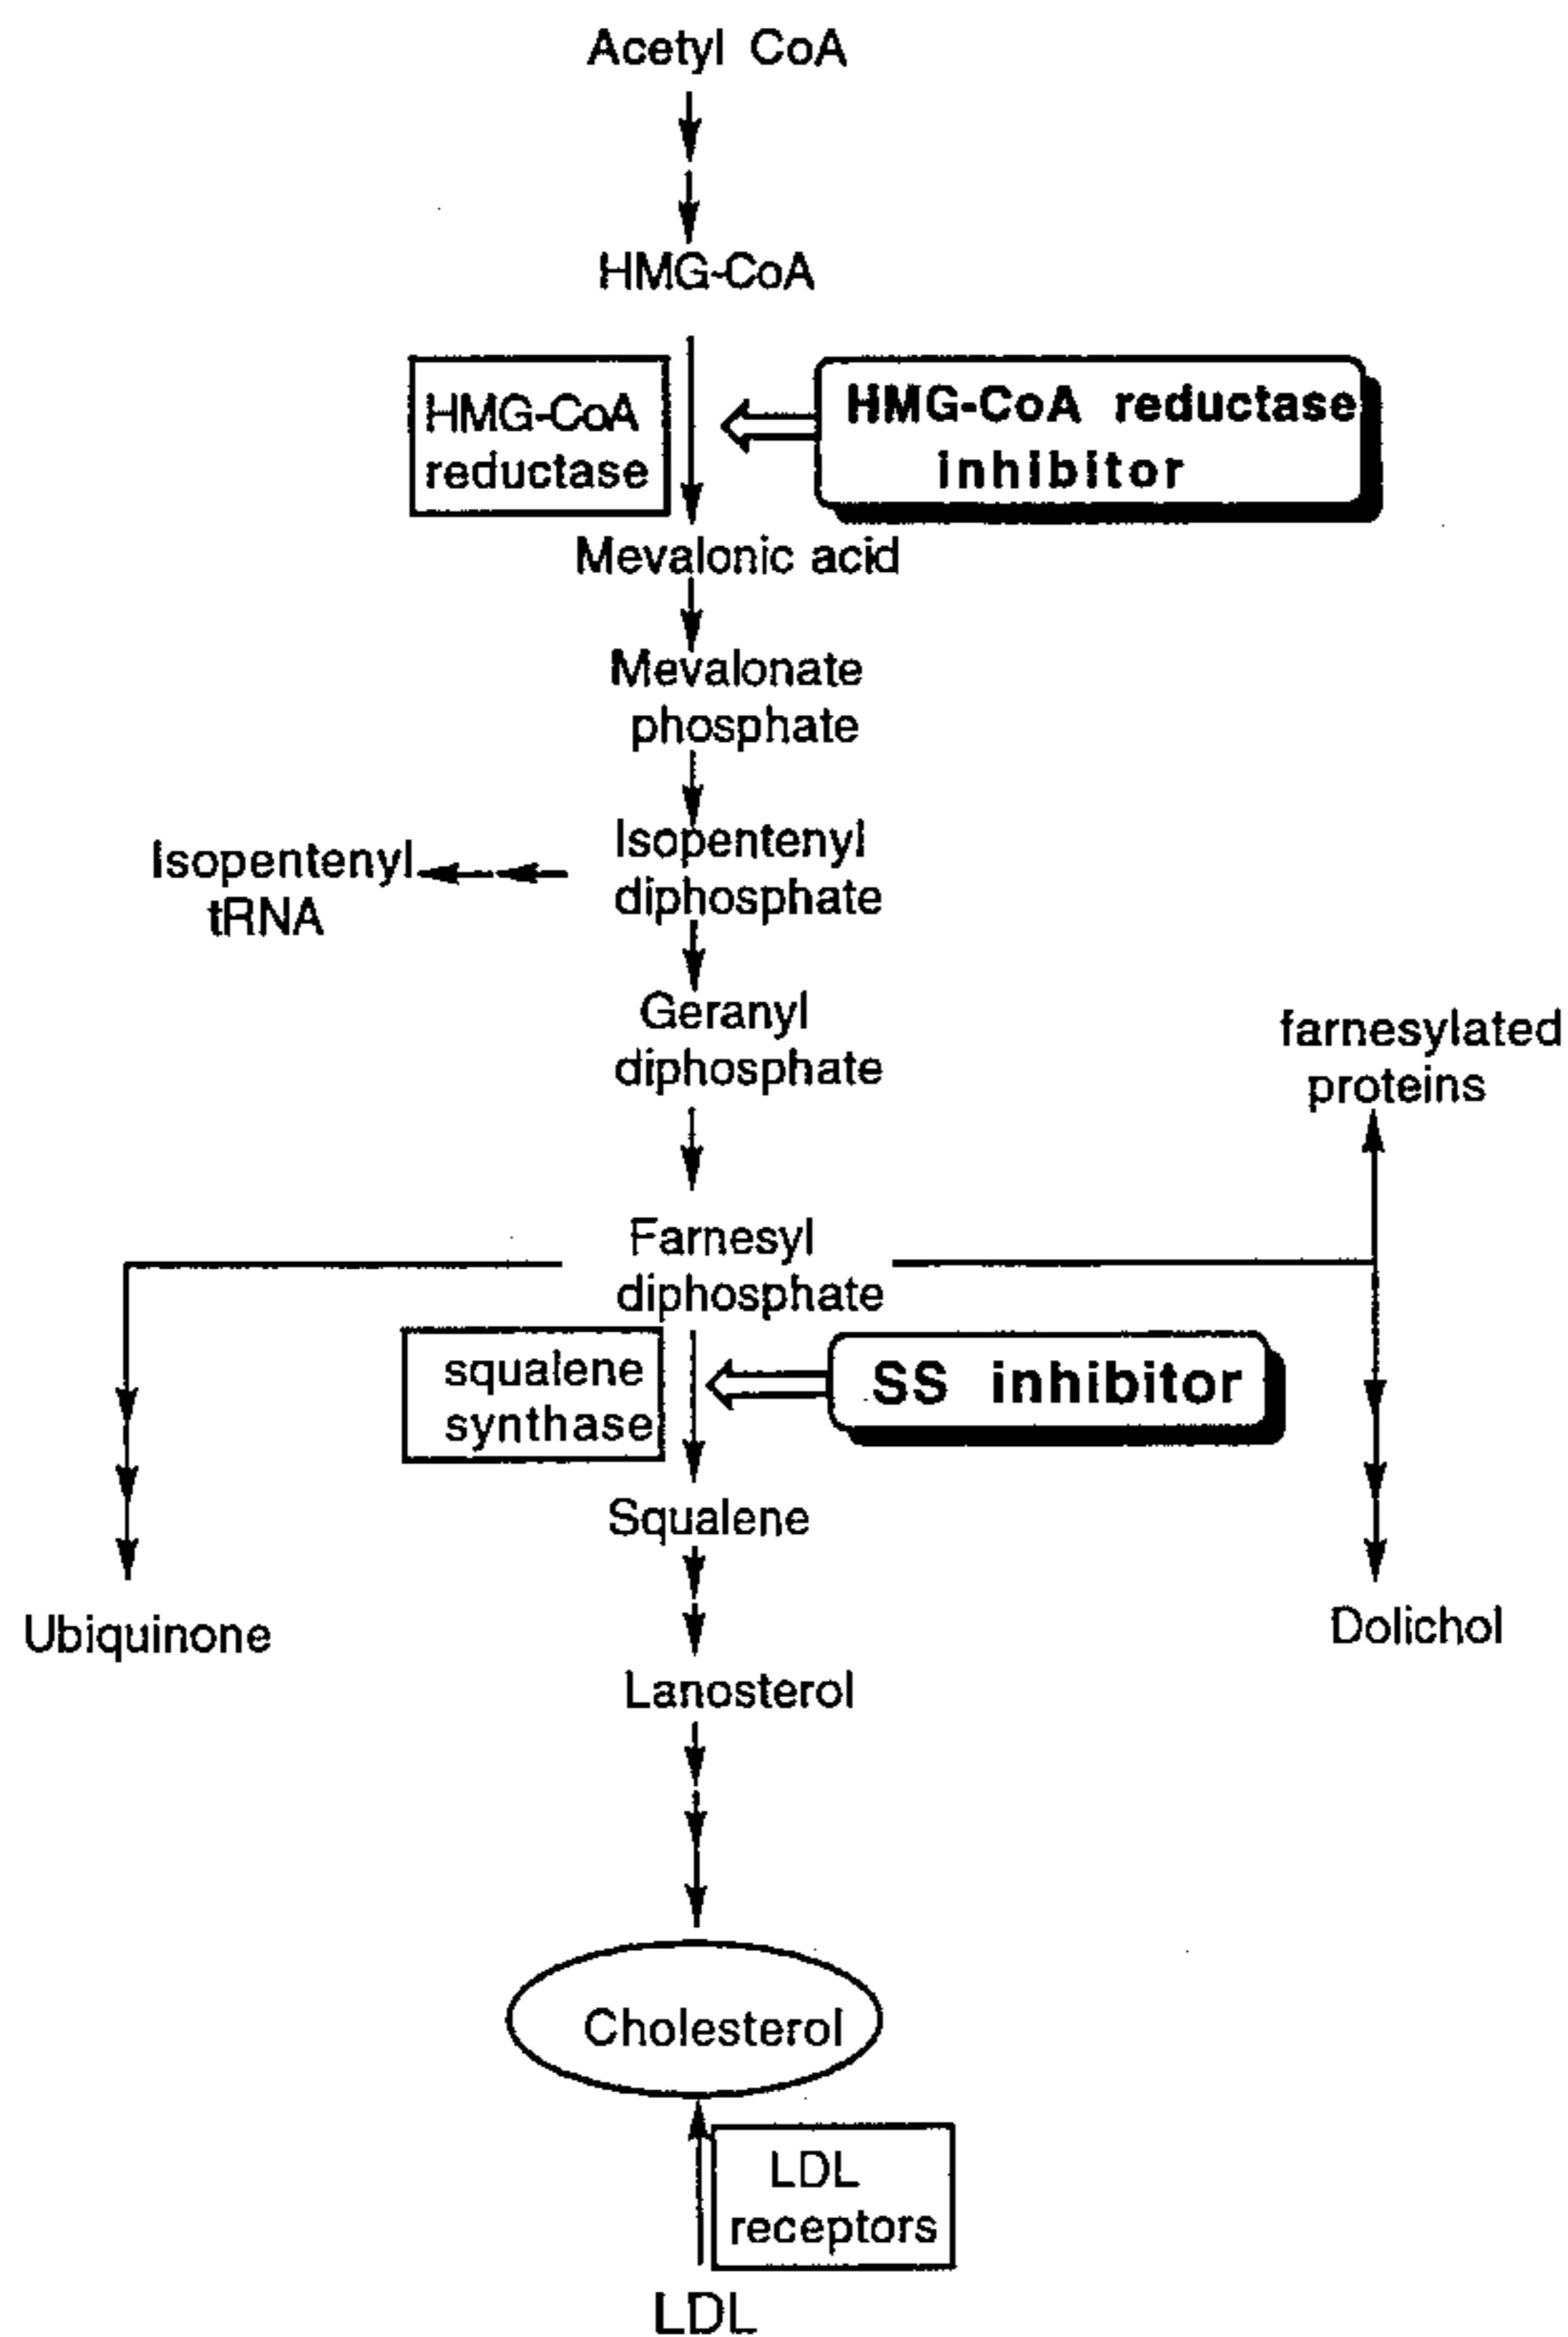 Acetyl CoA
HMG-CoA
HMG-CoA
reductase
HMG-CoA reductase
inhibitor
Mevalonic acid
Mevalonate
phosphate
Isopentenyl
tRNA
Isopentenyl
diphosphate
Geranyl
diphosphate
farnesylated
proteins
Farnesyl
diphosphate
squalene
synthase
SS inhibitor
Squalene
Ubiquinone
Dolichol
Lanosterol
Cholesterol
LDL
receptors
LDL